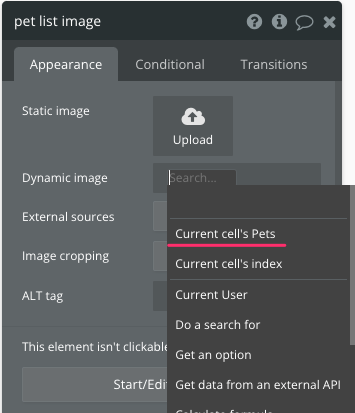 pet list image
Appearance Conditional Transitions
Static image
Upload
Dynamic image Search...
External sources
Current cell's Pets
Image cropping
Current cell's index
ALT tag
Current User
Do a search for
This element isn't clickable
Get an option
Start/Edi
Get data from an external API
Calculate formula